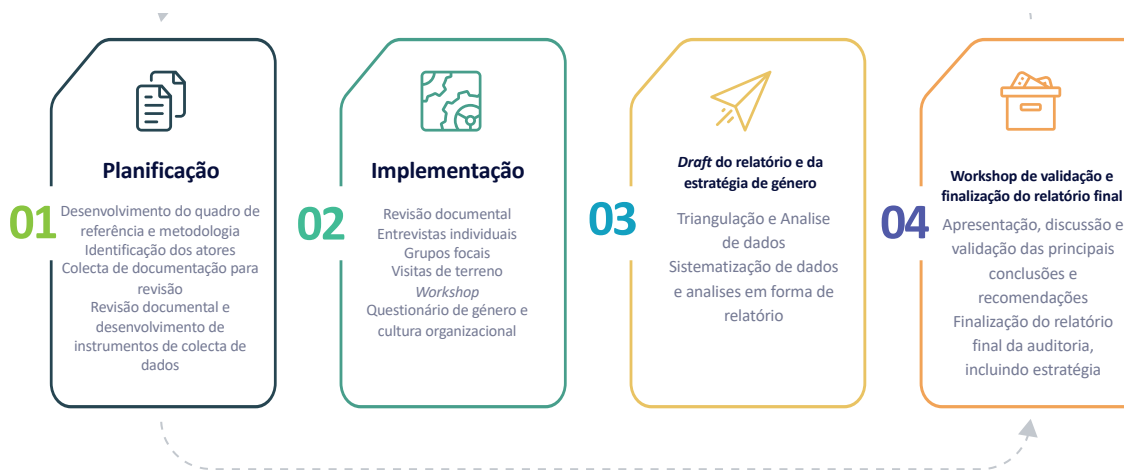 01
Planificação
Desenvolvimento do quadro de
referência e metodologia
Identificação dos atores
Colecta de documentação para
revisão
Revisão documental e
desenvolvimento de
instrumentos de colecta de
dados
02
Implementação
Revisão documental
Entrevistas individuais
Grupos focais
Visitas de terreno
Workshop
Questionário de género e
cultura organizacional
03
Draft do relatório e da
estratégia de género
Triangulação e Analise
de dados
Sistematização de dados
e analises em forma de
relatório
04
Workshop de validação e
finalização do relatório final
Apresentação, discussão e
validação das principais
conclusões e
recomendações
Finalização do relatório
final da auditoria,
incluindo estratégia